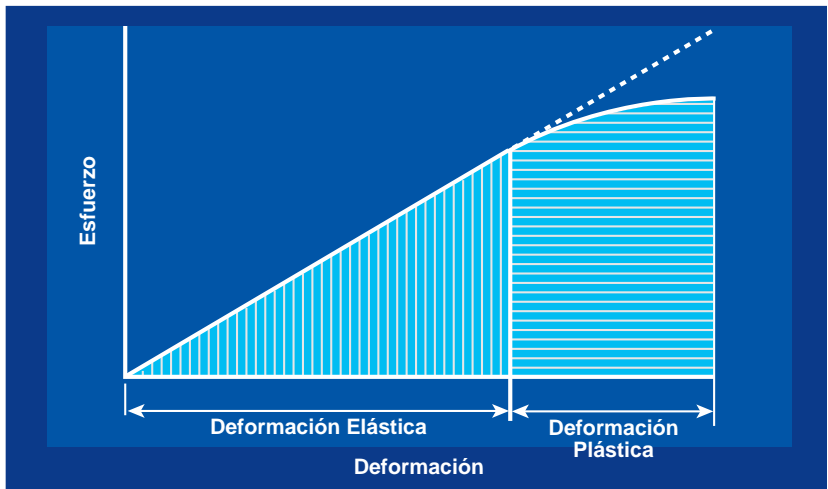 Esfuerzo
Deformación Elástica
Deformación
Plástica
Deformación